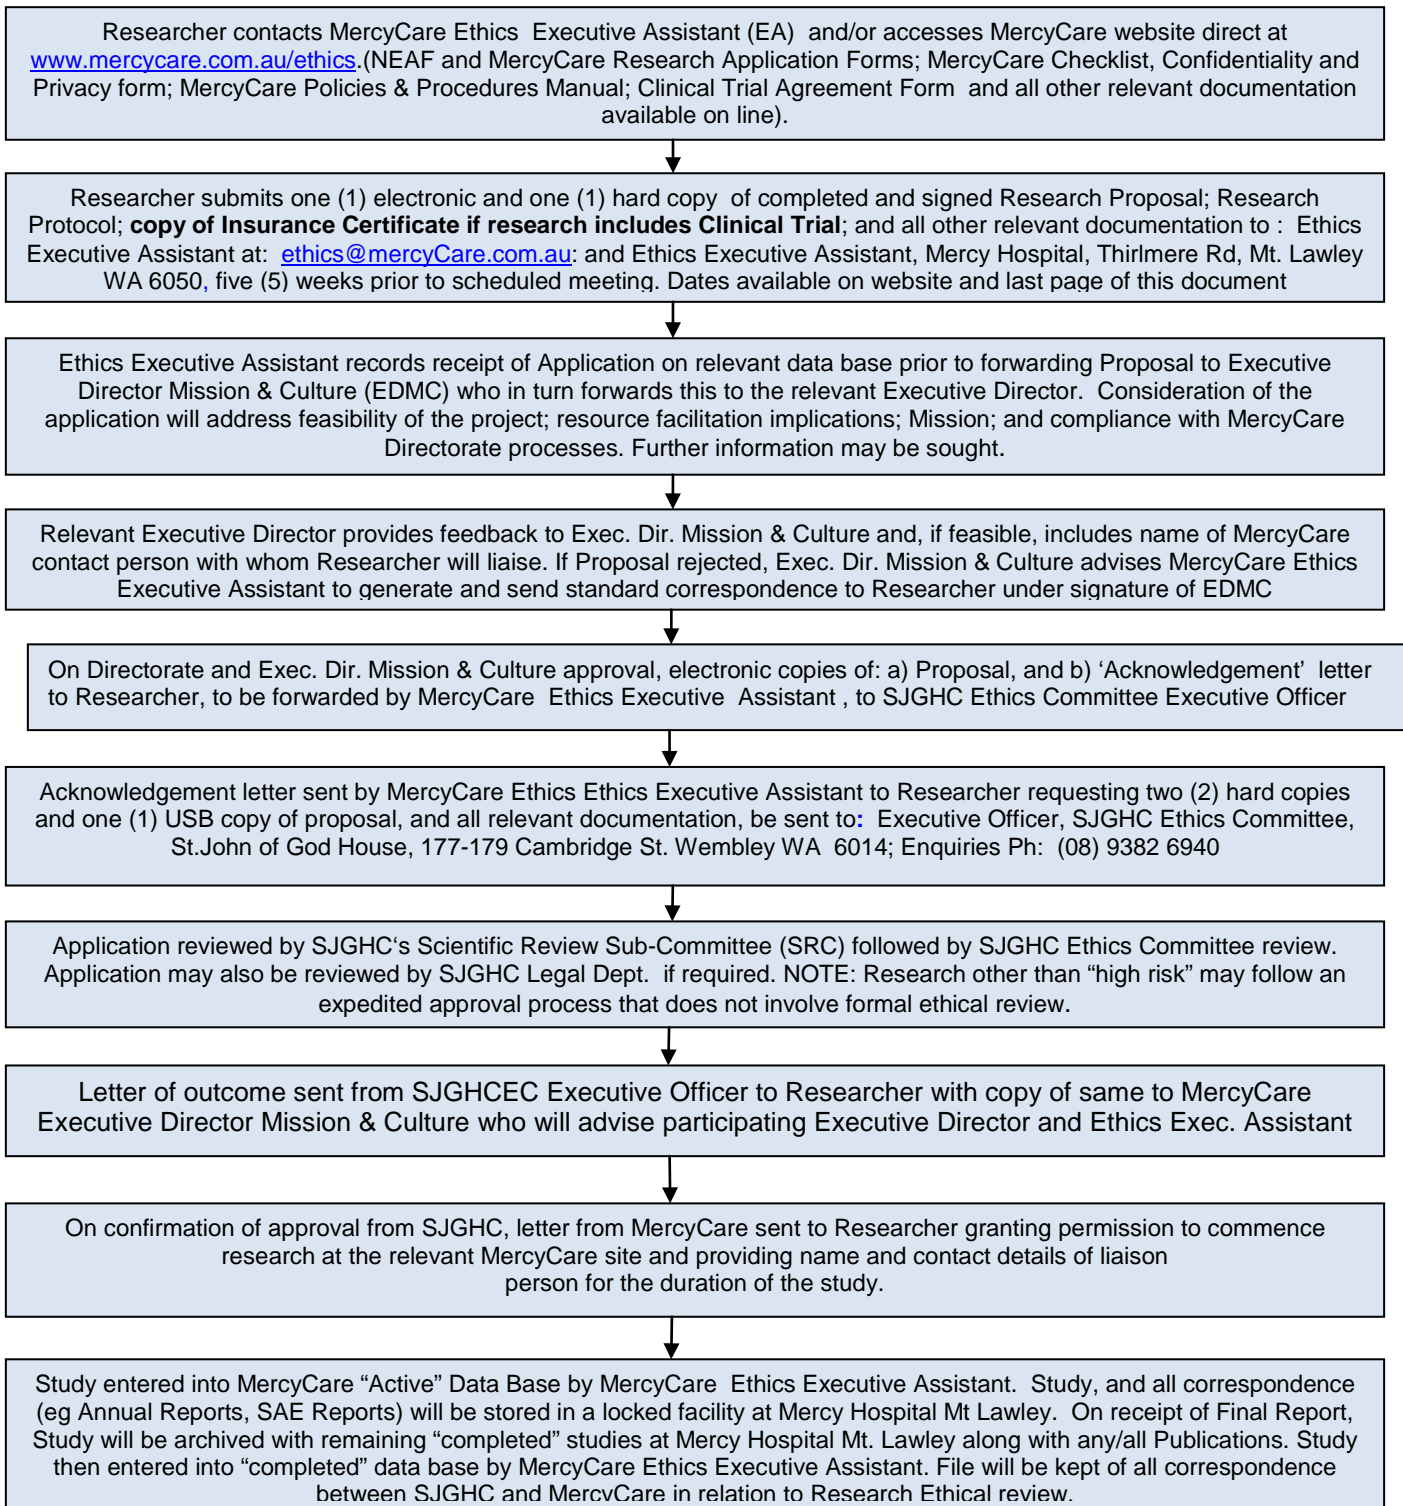 Researcher contacts MercyCare Ethics  Executive Assistant (EA)  and/or accesses MercyCare website direct at
www.mercycare.com.au/ethics.(NEAF and MercyCare Research Application Forms; MercyCare Checklist, Confidentiality and
Privacy form; MercyCare Policies & Procedures Manual; Clinical Trial Agreement Form  and all other relevant documentation
available on line).
Researcher submits one (1) electronic and one (1) hard copy  of completed and signed Research Proposal; Research
Protocol; copy of Insurance Certificate if research includes Clinical Trial; and all other relevant documentation to :  Ethics
Executive Assistant at:  ethics@mercyCare.com.au: and Ethics Executive Assistant, Mercy Hospital, Thirlmere Rd, Mt. Lawley
WA 6050, five (5) weeks prior to scheduled meeting. Dates available on website and last page of this document
Ethics Executive Assistant records receipt of Application on relevant data base prior to forwarding Proposal to Executive
Director Mission & Culture (EDMC) who in turn forwards this to the relevant Executive Director.  Consideration of the
application will address feasibility of the project; resource facilitation implications; Mission; and compliance with MercyCare
Directorate processes. Further information may be sought.
Relevant Executive Director provides feedback to Exec. Dir. Mission & Culture and, if feasible, includes name of MercyCare
contact person with whom Researcher will liaise. If Proposal rejected, Exec. Dir. Mission & Culture advises MercyCare Ethics
Executive Assistant to generate and send standard correspondence to Researcher under signature of EDMC
On Directorate and Exec. Dir. Mission & Culture approval, electronic copies of: a) Proposal, and b) ‘Acknowledgement’  letter
to Researcher, to be forwarded by MercyCare  Ethics Executive  Assistant , to SJGHC Ethics Committee Executive Officer
Acknowledgement letter sent by MercyCare Ethics Ethics Executive Assistant to Researcher requesting two (2) hard copies
and one (1) USB copy of proposal, and all relevant documentation, be sent to:  Executive Officer, SJGHC Ethics Committee,
St.John of God House, 177-179 Cambridge St. Wembley WA  6014; Enquiries Ph:  (08) 9382 6940
Application reviewed by SJGHC‘s Scientific Review Sub-Committee (SRC) followed by SJGHC Ethics Committee review.
Application may also be reviewed by SJGHC Legal Dept.  if required. NOTE: Research other than “high risk” may follow an
expedited approval process that does not involve formal ethical review.
Letter of outcome sent from SJGHCEC Executive Officer to Researcher with copy of same to MercyCare
Executive Director Mission & Culture who will advise participating Executive Director and Ethics Exec. Assistant
On confirmation of approval from SJGHC, letter from MercyCare sent to Researcher granting permission to commence
research at the relevant MercyCare site and providing name and contact details of liaison
person for the duration of the study.
Study entered into MercyCare “Active” Data Base by MercyCare  Ethics Executive Assistant.  Study, and all correspondence
(eg Annual Reports, SAE Reports) will be stored in a locked facility at Mercy Hospital Mt Lawley.  On receipt of Final Report,
Study will be archived with remaining “completed” studies at Mercy Hospital Mt. Lawley along with any/all Publications. Study
then entered into “completed” data base by MercyCare Ethics Executive Assistant. File will be kept of all correspondence
between SJGHC and MercyCare in relation to Research Ethical review.